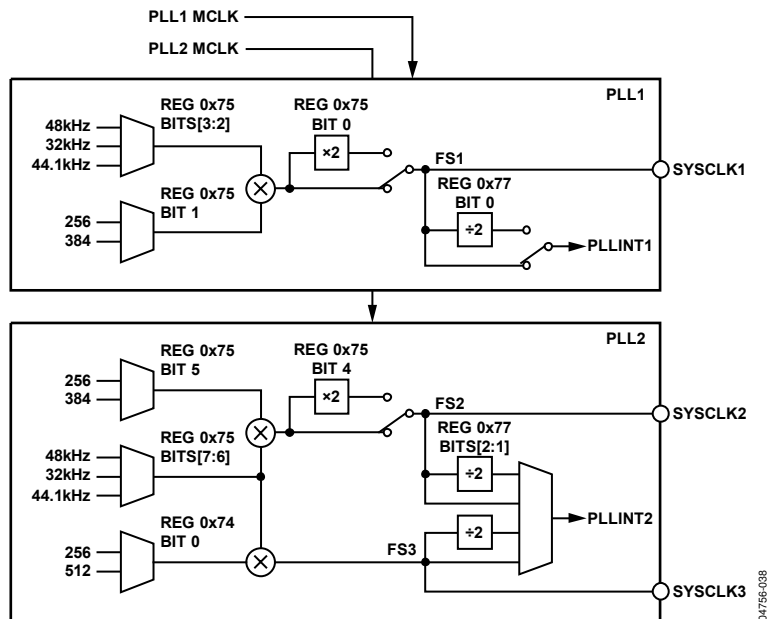 PLL1 MCLK
PLL2 MCLK
PLL1
REG 0x75
BITS[3:2]
48kHz
32kHz
44.1kHz
REG 0x75
BIT 1
256
384
REG 0x75
BIT 0
×2
×
FS1
REG 0x77
BIT 0
÷2
PLLINT1
SYSCLK1
PLL2
REG 0x75
BIT 5
256
384
REG 0x75
BIT 4
×2
×
REG 0x75
BITS[7:6]
48kHz
32kHz
44.1kHz
FS2
REG 0x77
BITS[2:1]
÷2
÷2
PLLINT2
SYSCLK2
REG 0x74
BIT 0
256
512
×
FS3
SYSCLK3
04756-038